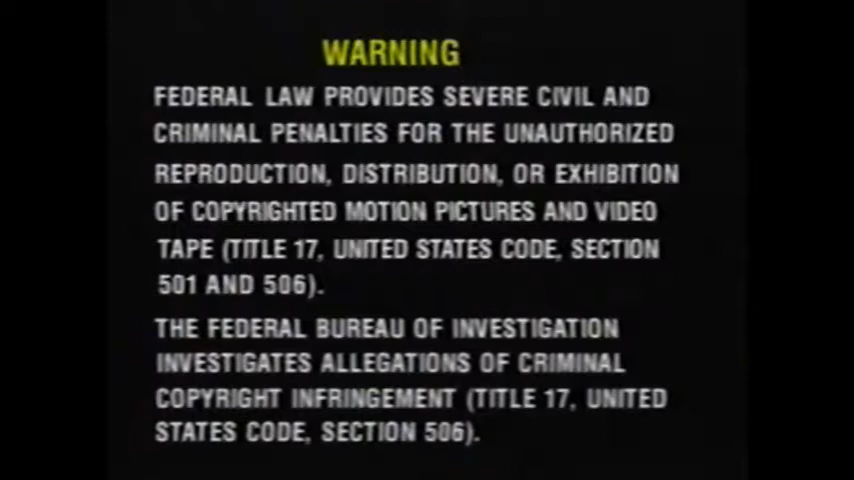 WARNING
FEDERAL LAW PROVIDES SEVERE CIVIL AND
CRIMINAL PENALTIES FOR THE UNAUTHORIZED
REPRODUCTION, DISTRIBUTION, OR EXHIBITION
OF COPYRIGHTED MOTION PICTURES AND VIDEO
TAPE (TITLE 17, UNITED STATES CODE, SECTION
501 AND 506).
THE FEDERAL BUREAU OF INVESTIGATION
INVESTIGATES ALLEGATIONS OF CRIMINAL
COPYRIGHT INFRINGEMENT (TITLE 17, UNITED
STATES CODE, SECTION 506).